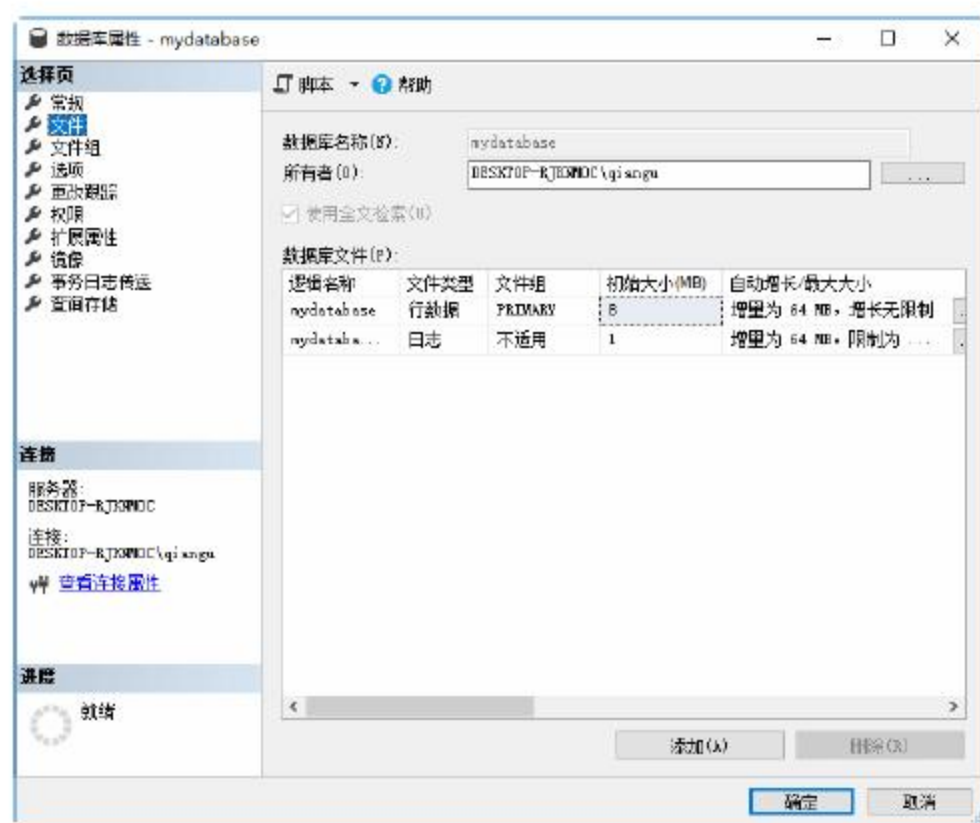 数据库属性 - mydatabase
选择页
常规
文件
文件组
选项
更改跟踪
权限
扩展属性
镜像
事务日志传送
查询存储
连接
服务器:
DESKTOP-RJKNMOC
连接:
DESKTOP-RJKNMOC\qiangu
查看连接属性
进度
就绪
脚本 帮助
数据库名称(N): mydatabase
所有者(O): DESKTOP-RJKNMOC\qiangu ...
使用全文检索(U)
数据库文件(F):
逻辑名称 文件类型 文件组 初始大小(MB) 自动增长/最大大小
mydatabase 行数据 PRIMARY 8 增量为 64 MB，增长无限制
mydataba... 日志 不适用 1 增量为 64 MB，限制为 ...
添加(A) 删除(R)
确定 取消